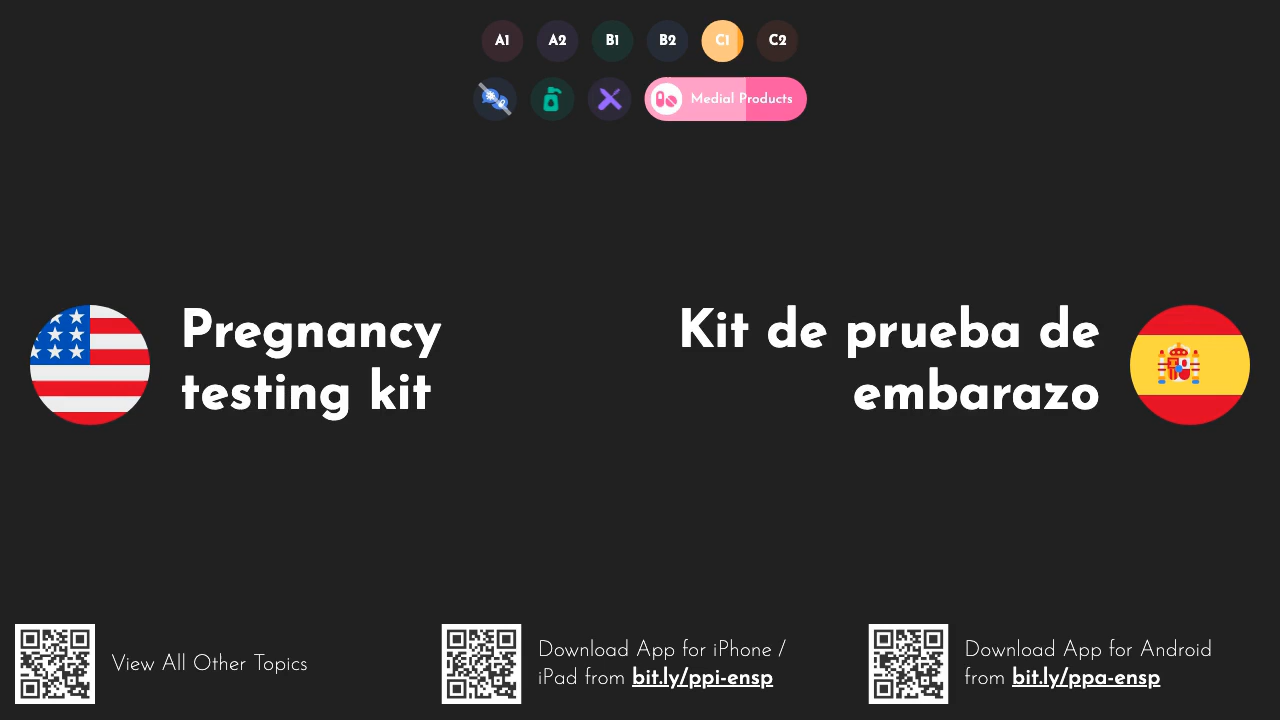 A1 A2 B1 B2 C1 C2
Medial Products
Pregnancy
testing kit
Kit de prueba de
embarazo
View All Other Topics
Download App for iPhone /
iPad from bit.ly/ppi-ensp
Download App for Android
from bit.ly/ppa-ensp